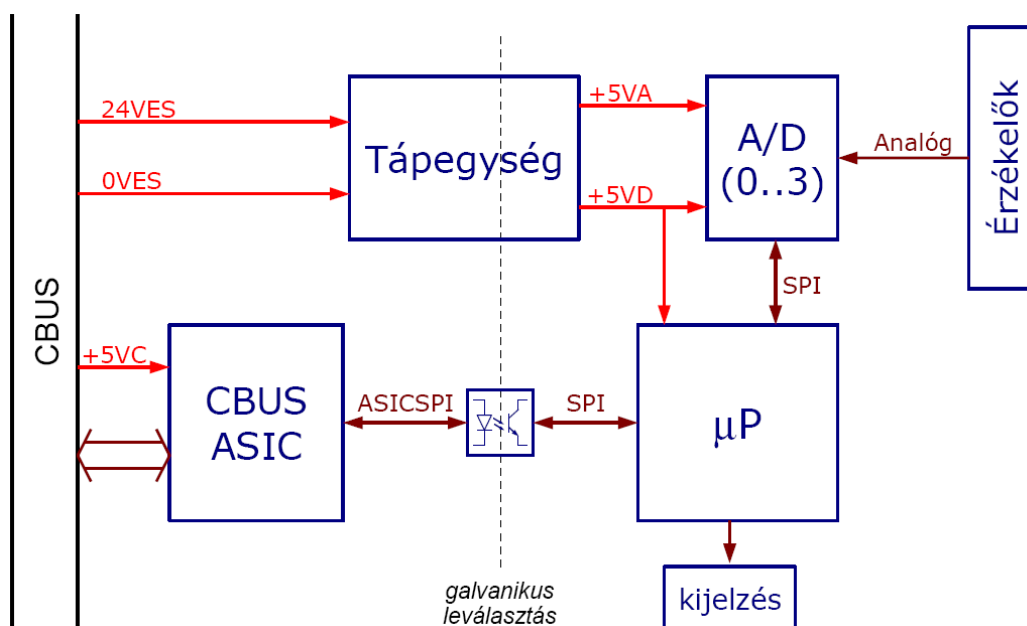 24VES
0VES
Tápegység
+5VA
+5VD
A/D
(0..3)
Analóg
Érzékelők
SPI
CBUS
+5VC
CBUS
ASIC
ASICSPI
SPI
µP
galvanikus
leválasztás
kijelzés